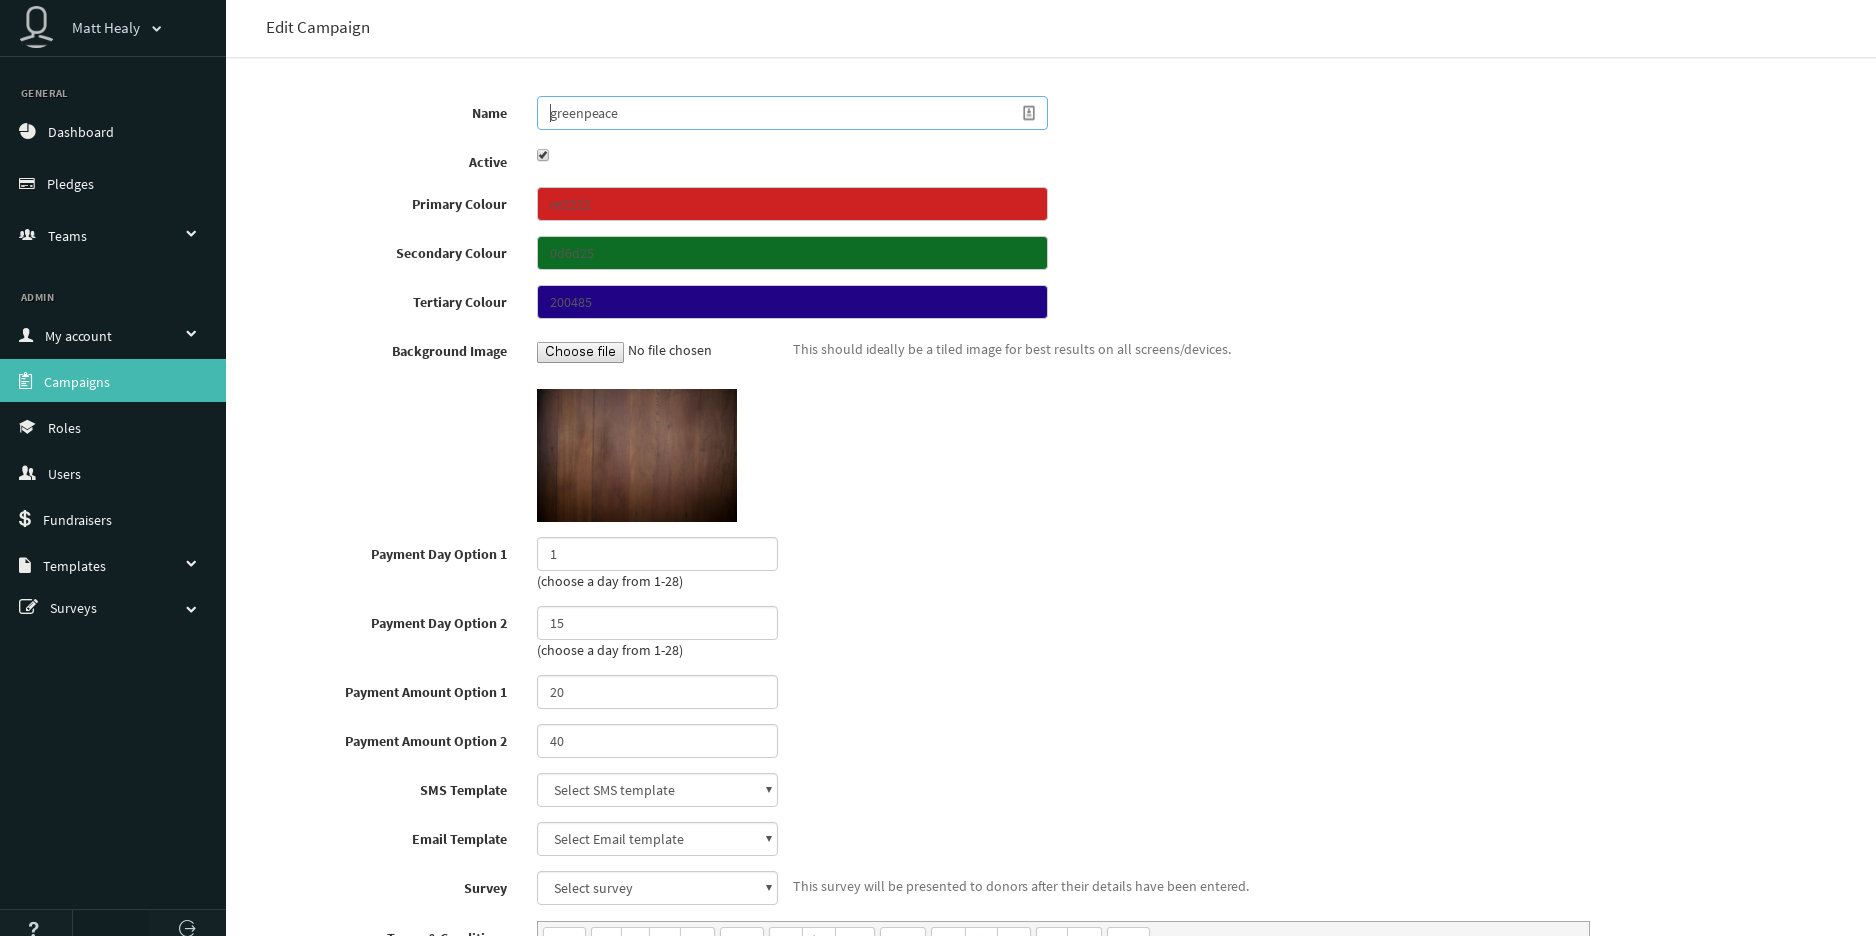 Matt Healy
Edit Campaign
GENERAL
Dashboard
Pledges
Teams
ADMIN
My account
Campaigns
Roles
Users
Fundraisers
Templates
Surveys
?
Name greenpeace
Active
Primary Colour cc2222
Secondary Colour 0d6d25
Tertiary Colour 200485
Background Image Choose file No file chosen This should ideally be a tiled image for best results on all screens/devices.
Payment Day Option 1 1
(choose a day from 1-28)
Payment Day Option 2 15
(choose a day from 1-28)
Payment Amount Option 1 20
Payment Amount Option 2 40
SMS Template Select SMS template
Email Template Select Email template
Survey Select survey This survey will be presented to donors after their details have been entered.